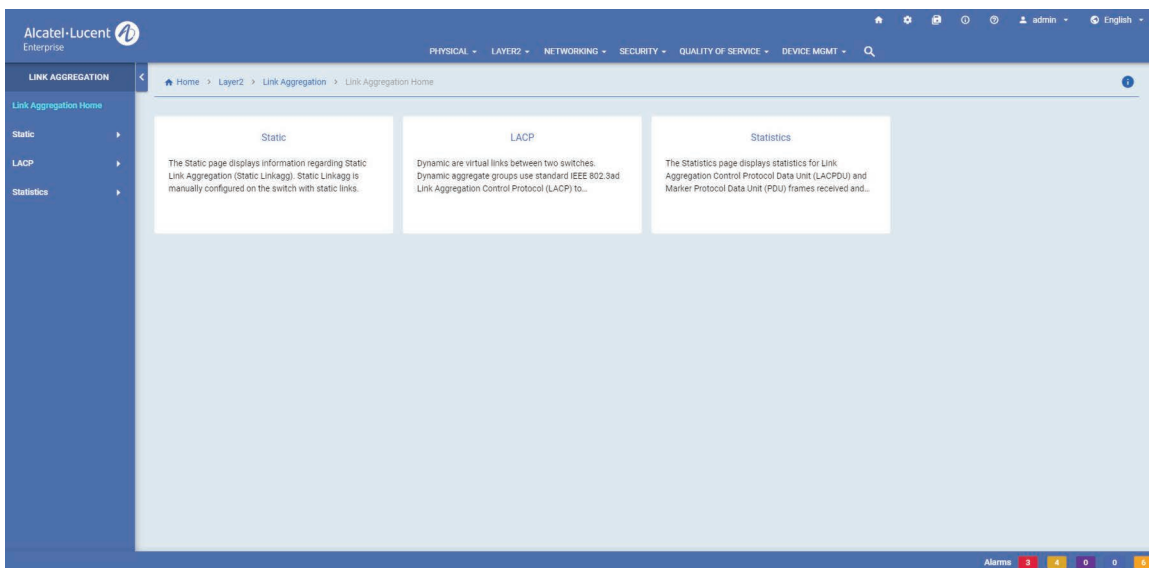 Alcatel·Lucent
Enterprise
admin
English
PHYSICAL
LAYER2
NETWORKING
SECURITY
QUALITY OF SERVICE
DEVICE MGMT
LINK AGGREGATION
Home > Layer2 > Link Aggregation > Link Aggregation Home
Link Aggregation Home
Static
LACP
Statistics
Static
The Static page displays information regarding Static
Link Aggregation (Static Linkagg). Static Linkagg is
manually configured on the switch with static links.
LACP
Dynamic are virtual links between two switches.
Dynamic aggregate groups use standard IEEE 802.3ad
Link Aggregation Control Protocol (LACP) to...
Statistics
The Statistics page displays statistics for Link
Aggregation Control Protocol Data Unit (LACPDU) and
Marker Protocol Data Unit (PDU) frames received and...
Alarms 3 4 0 0 6